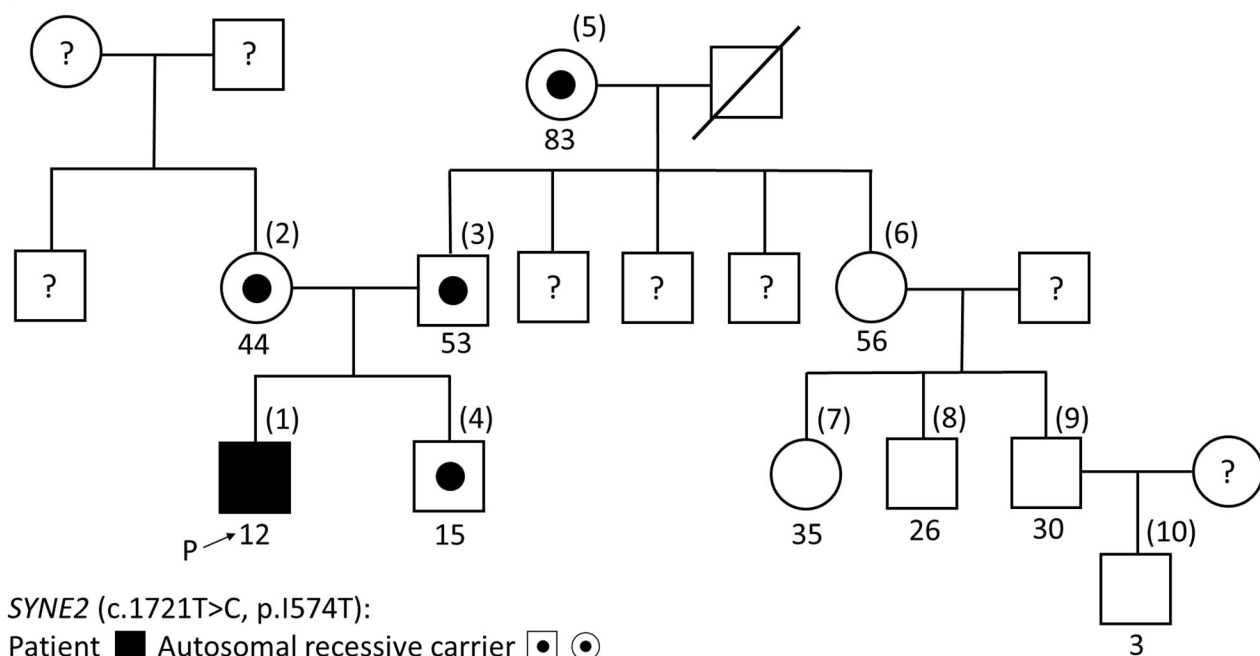 (5)
? ?
83
(2) (3) (6)
? ? ? ? ?
44 53 56
(1) (4) (7) (8) (9)
?
P 12 15 35 26 30
(10)
SYNE2 (c.1721T>C, p.I574T):
Patient Autosomal recessive carrier
3